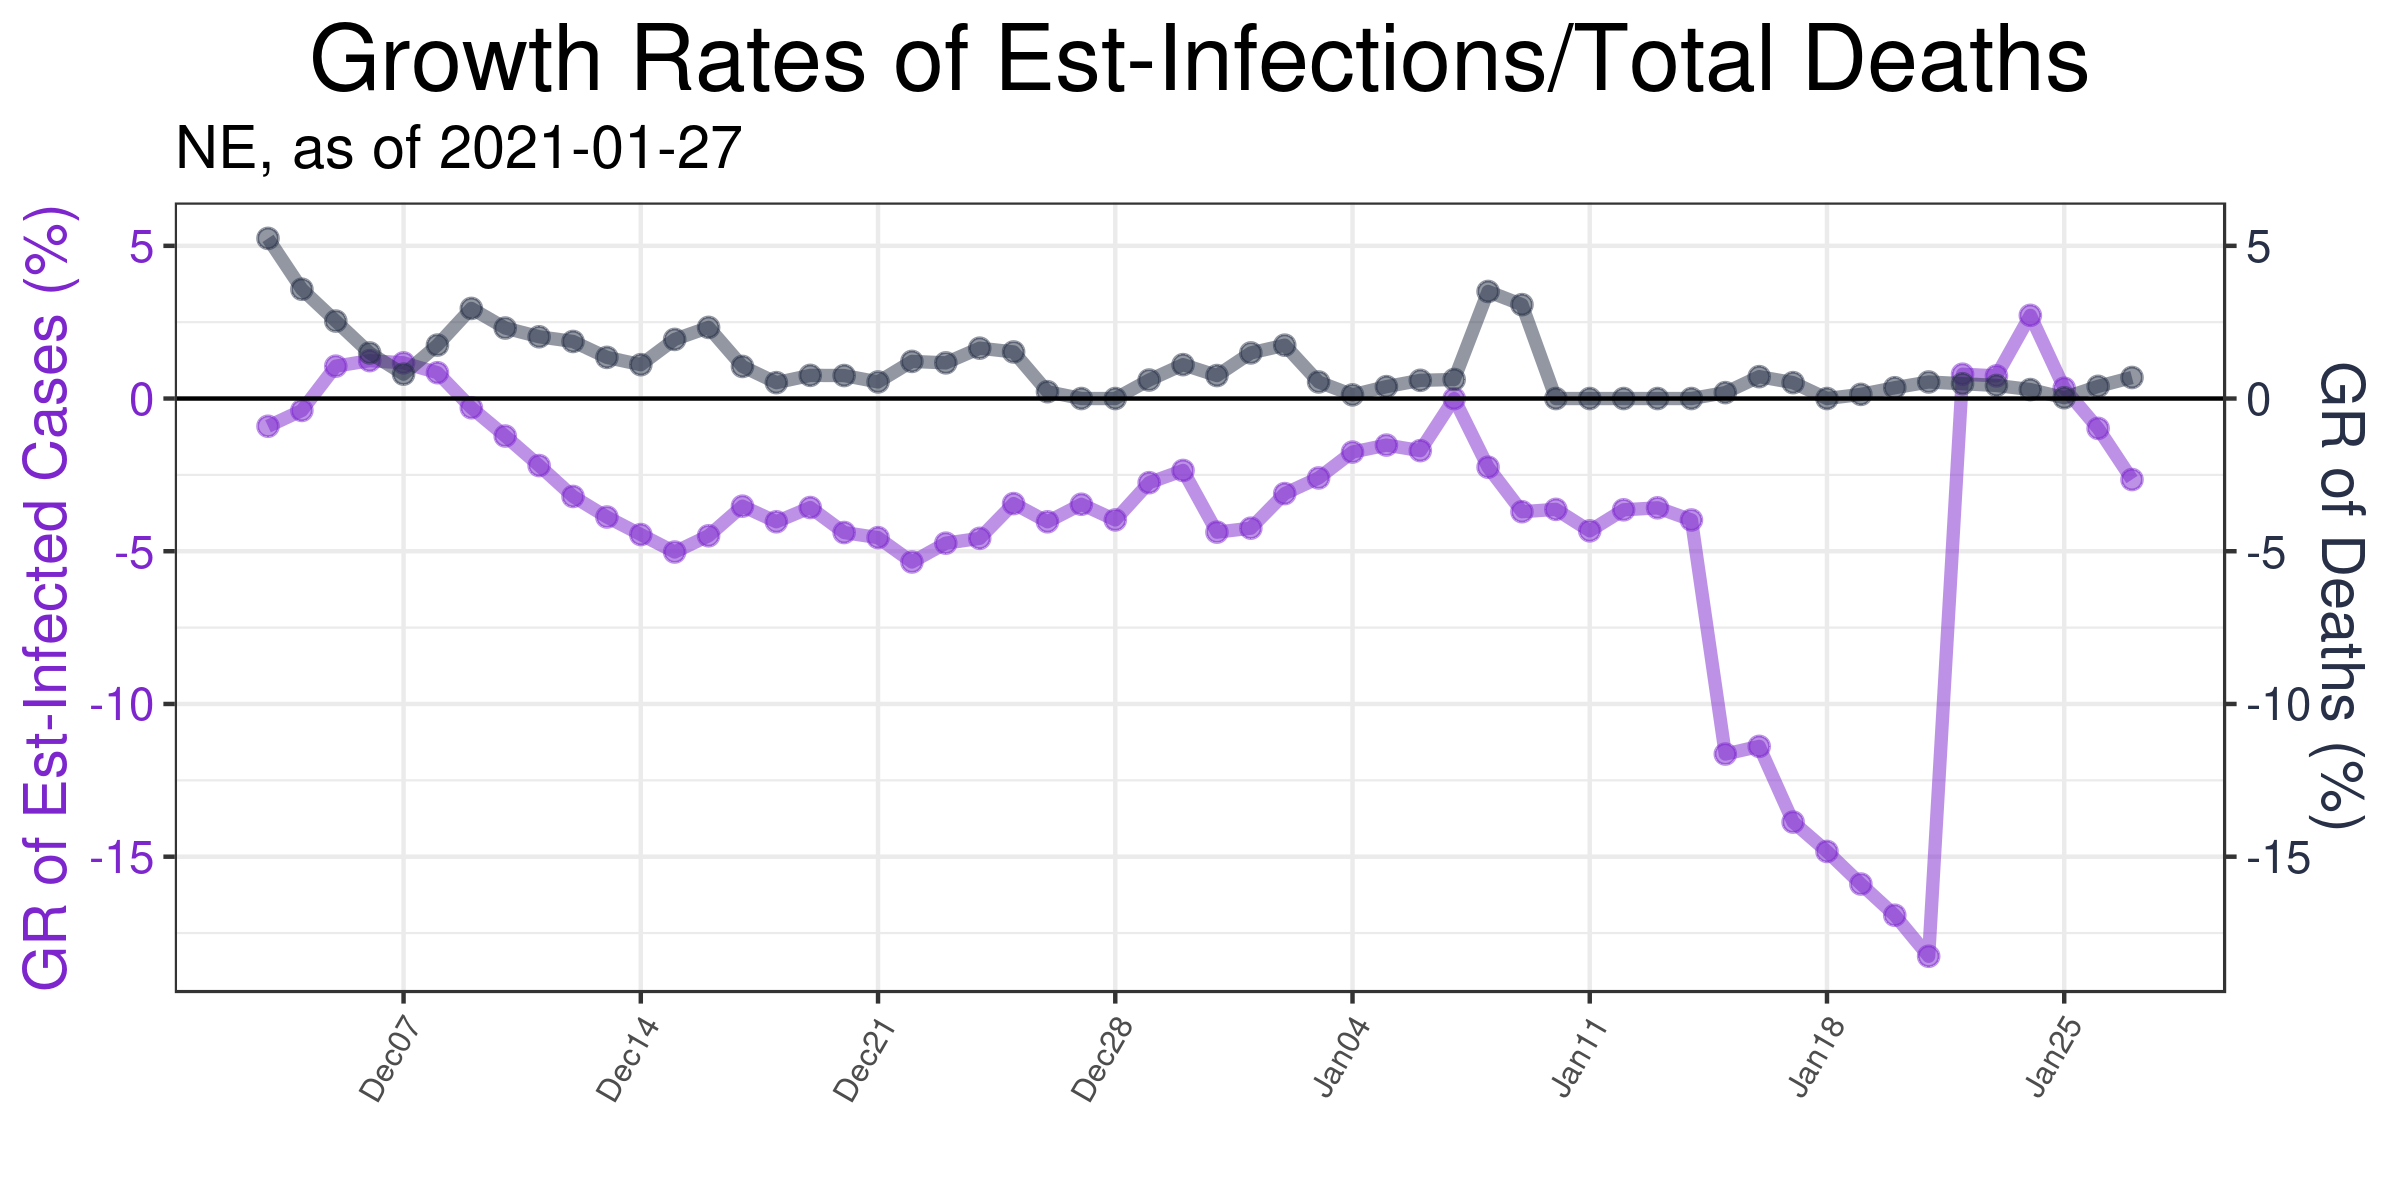 Growth Rates of Est-Infections/Total Deaths
NE, as of 2021-01-27
GR of Est-Infected Cases (%)
5
0
-5
-10
-15
5
0
-5
-10
-15
GR of Deaths (%)
Dec07
Dec14
Dec21
Dec28
Jan04
Jan11
Jan18
Jan25